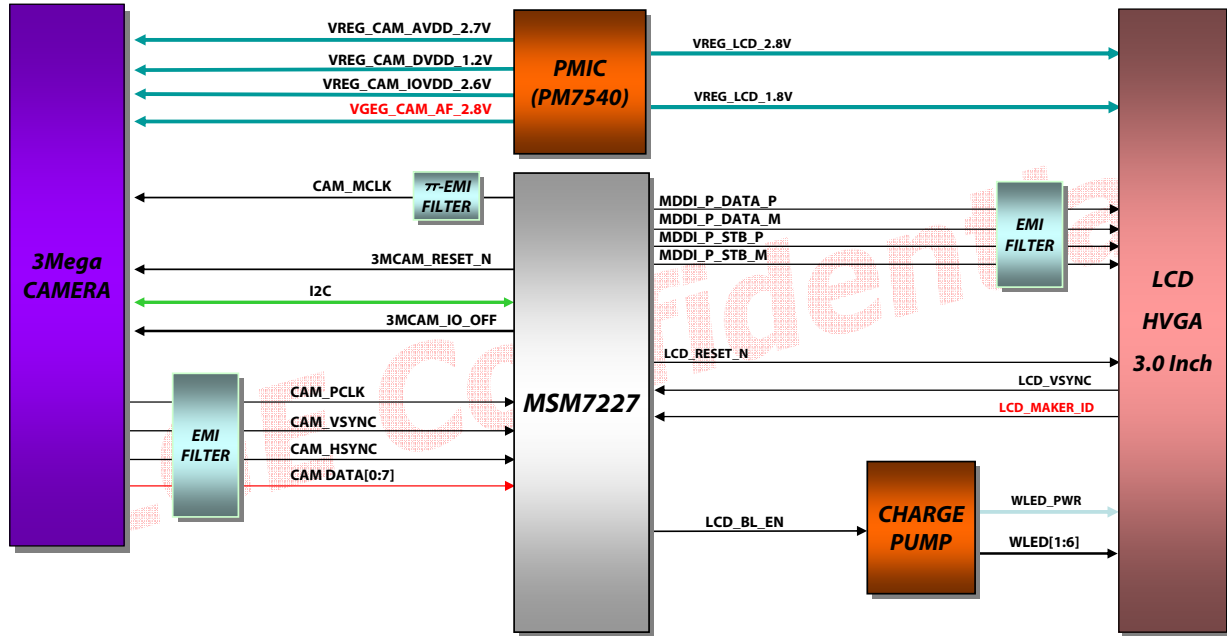 VREG_CAM_AVDD_2.7V
VREG_CAM_DVDD_1.2V
VREG_CAM_IOVDD_2.6V
VGEG_CAM_AF_2.8V
PMIC
(PM7540)
VREG_LCD_2.8V
VREG_LCD_1.8V
3Mega
CAMERA
CAM_MCLK
π-EMI
FILTER
3MCAM_RESET_N
I2C
3MCAM_IO_OFF
EMI
FILTER
CAM_PCLK
CAM_VSYNC
CAM_HSYNC
CAM DATA[0:7]
MSM7227
MDDI_P_DATA_P
MDDI_P_DATA_M
MDDI_P_STB_P
MDDI_P_STB_M
EMI
FILTER
LCD_RESET_N
LCD_VSYNC
LCD_MAKER_ID
LCD_BL_EN
CHARGE
PUMP
WLED_PWR
WLED[1:6]
LCD
HVGA
3.0 Inch